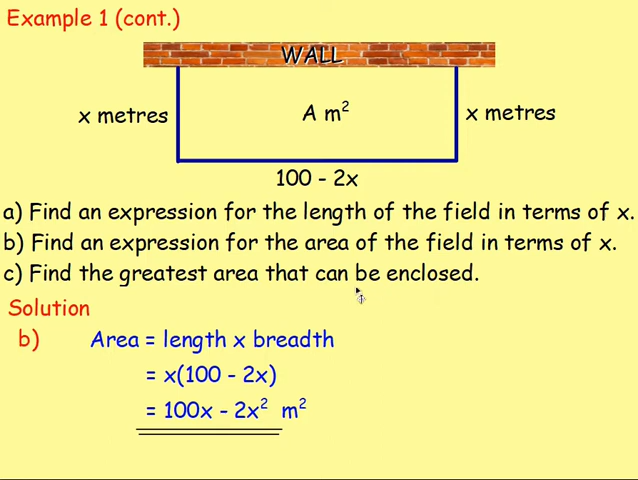 Example 1 (cont.)
WALL
x metres
A m²
x metres
100 - 2x
a) Find an expression for the length of the field in terms of x.
b) Find an expression for the area of the field in terms of x.
c) Find the greatest area that can be enclosed.
Solution
b) Area = length x breadth
= x(100 - 2x)
= 100x - 2x² m²